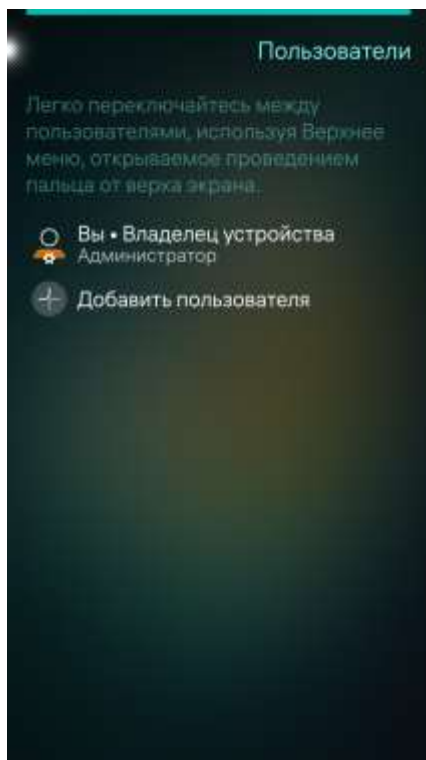 Пользователи
Легко переключайтесь между
пользователями, используя Верхнее
меню, открываемое проведением
пальца от верха экрана.
Вы • Владелец устройства
Администратор
Добавить пользователя